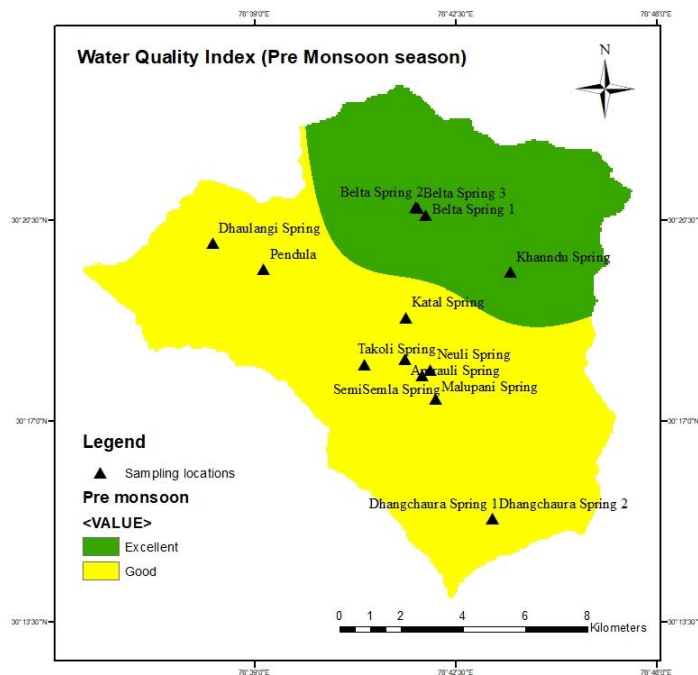 78°39'0"E 78°42'30"E 78°46'0"E
Water Quality Index (Pre Monsoon season)
N
Belta Spring 2 Belta Spring 3
30°20'30"N 30°20'30"N
Belta Spring 1
Dhaulangi Spring
Pendula
Khanndu Spring
Katal Spring
Takoli Spring
Neuli Spring
Amrauli Spring
SemiSemla Spring
Malupani Spring
30°17'0"N 30°17'0"N
Legend
Sampling locations
Pre monsoon
<VALUE>
Excellent
Good
Dhangchaura Spring 1 Dhangchaura Spring 2
0 1 2 4 6 8
Kilometers
30°13'30"N 30°13'30"N
78°39'0"E 78°42'30"E 78°46'0"E